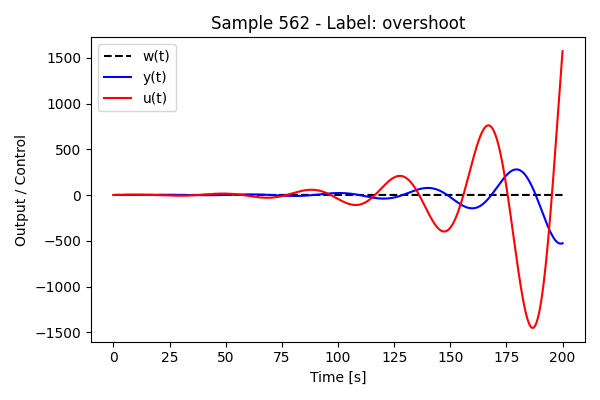 Sample 562 - Label: overshoot
w(t)
y(t)
u(t)
Output / Control
1500
1000
500
0
−500
−1000
−1500
0 25 50 75 100 125 150 175 200
Time [s]